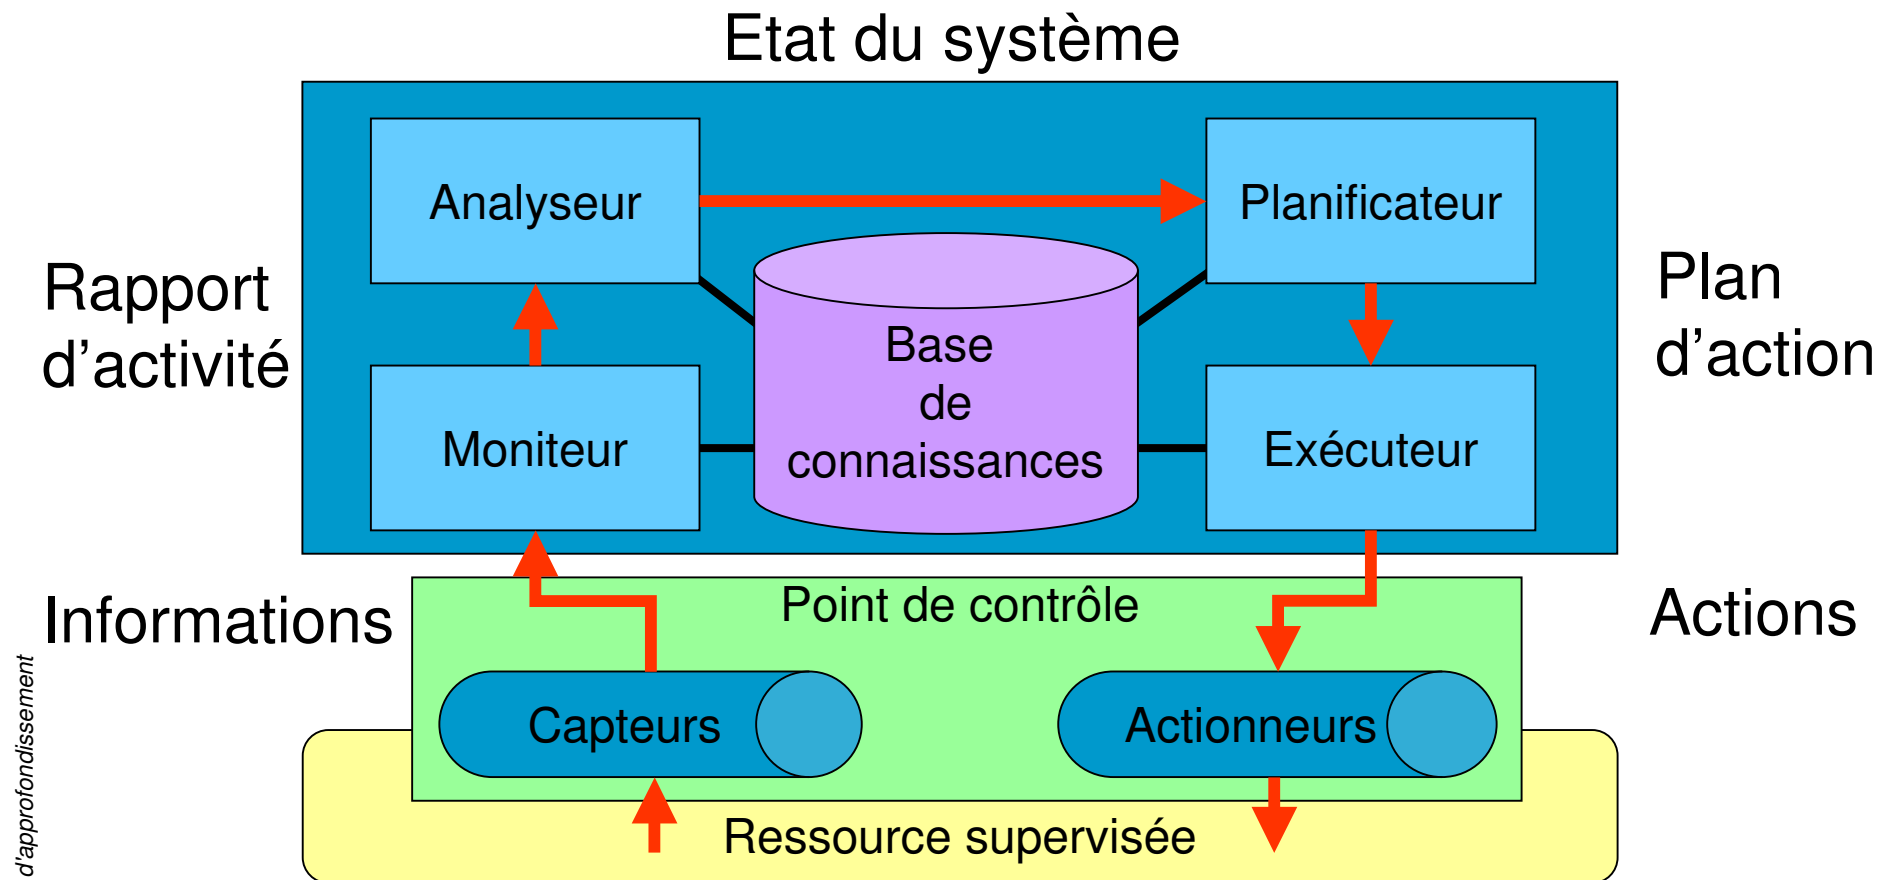 Etat du système
Analyseur
Planificateur
Rapport
d’activité
Plan
d’action
Base
de
connaissances
Moniteur
Exécuteur
Informations
Point de contrôle
Actions
Capteurs
Actionneurs
Ressource supervisée
d'approfondissement